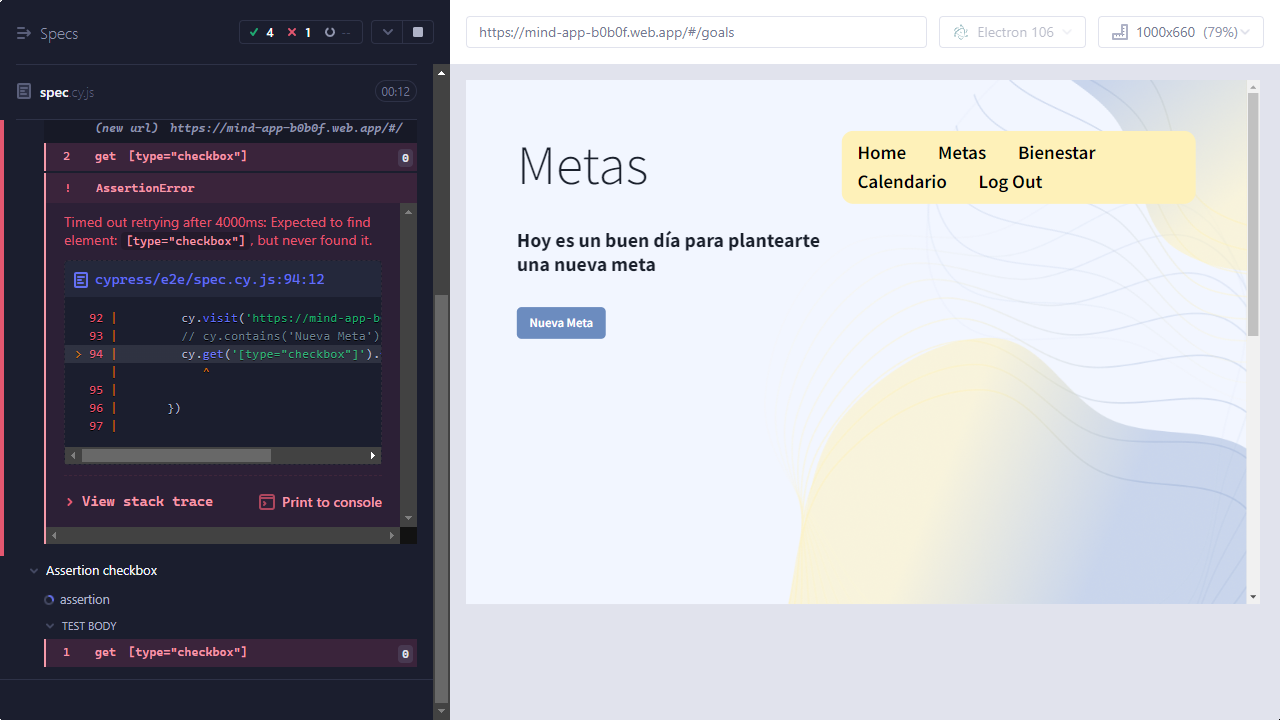 Specs
4 1 --
spec.cy.js 00:12
(new url) https://mind-app-b0b0f.web.app/#/
2 get [type="checkbox"] 0
! AssertionError
Timed out retrying after 4000ms: Expected to find
element: [type="checkbox"], but never found it.
cypress/e2e/spec.cy.js:94:12
92 | cy.visit('https://mind-app-b
93 | // cy.contains('Nueva Meta')
> 94 | cy.get('[type="checkbox"]').
| ^
95 |
96 | })
97 |
> View stack trace Print to console
Assertion checkbox
assertion
TEST BODY
1 get [type="checkbox"] 0
https://mind-app-b0b0f.web.app/#/goals
Electron 106
1000x660 (79%)
Metas
Home Metas Bienestar
Calendario Log Out
Hoy es un buen día para plantearte
una nueva meta
Nueva Meta